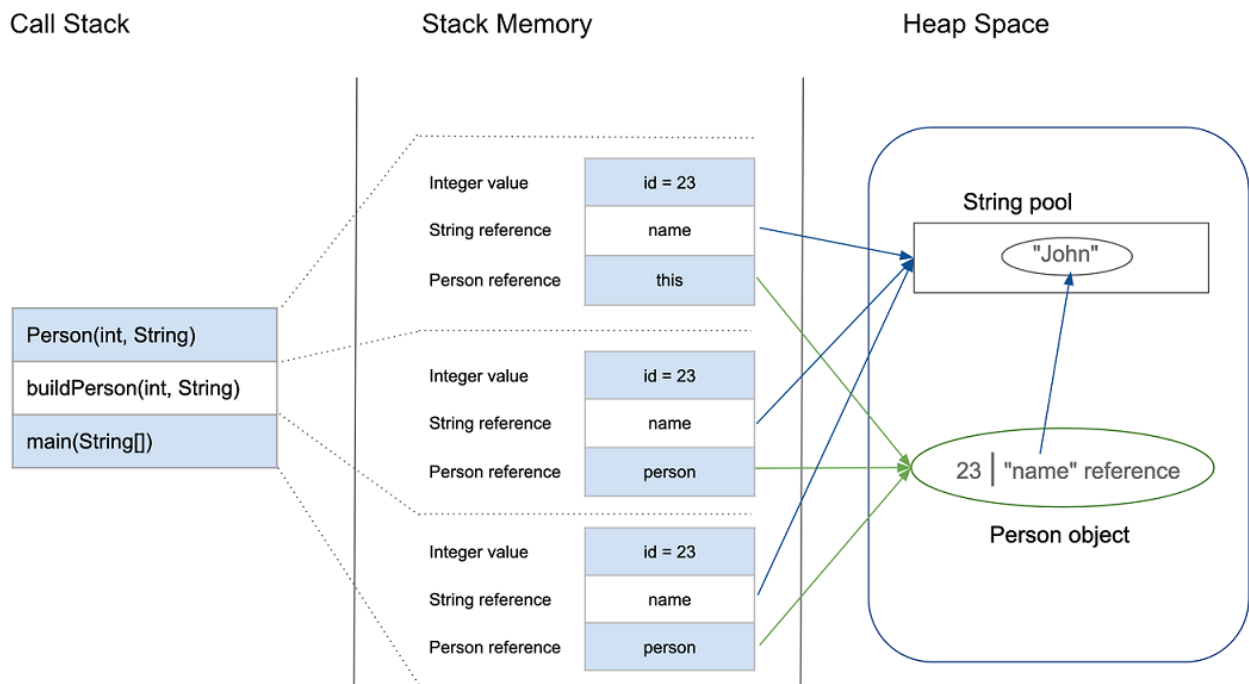 Call Stack
Stack Memory
Heap Space
Person(int, String)
buildPerson(int, String)
main(String[])
Integer value
id = 23
String reference
name
Person reference
this
Integer value
id = 23
String reference
name
Person reference
person
Integer value
id = 23
String reference
name
Person reference
person
String pool
"John"
23 | "name" reference
Person object